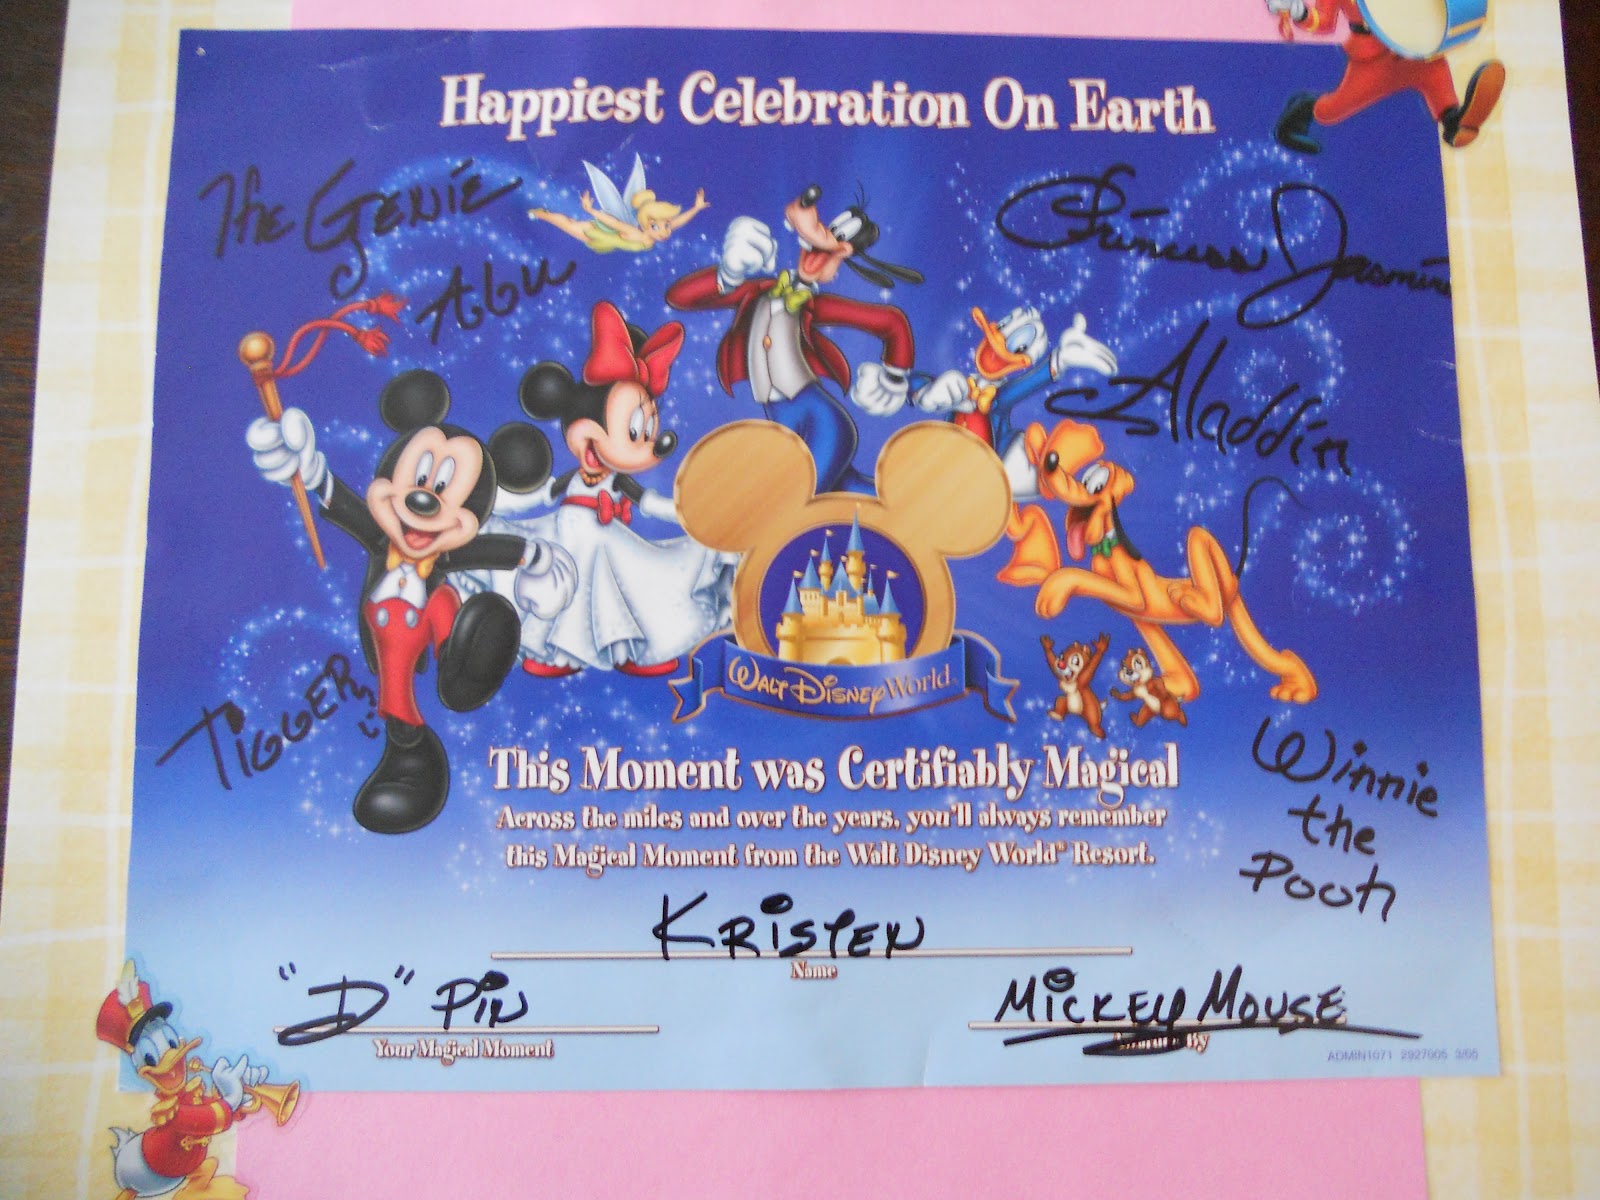 Happiest Celebration On Earth
The Genie
Abu
Princess Jasmine
Aladdin
Walt Disney World
Tigger
This Moment was Certifiably Magical
Across the miles and over the years, you'll always remember
this Magical Moment from the Walt Disney World® Resort.
Winnie
the
Pooh
Kristen
Name
"D" Pin
Your Magical Moment
Mickey Mouse
By
ADMIN1071 2927005 3/05